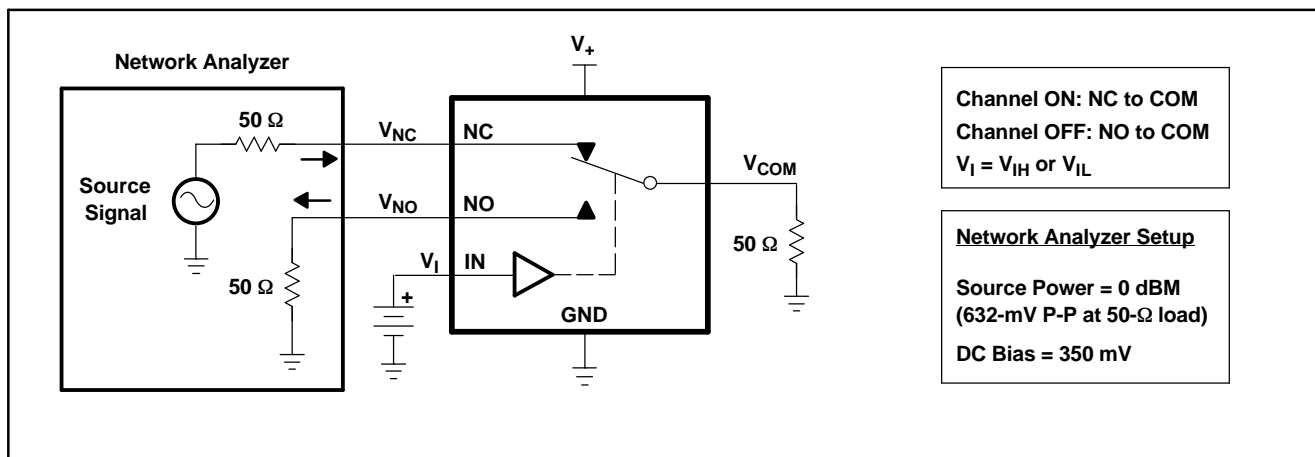 Network Analyzer
50 Ω
Source
Signal
50 Ω
VNC
VNO
VI
NC
NO
IN
GND
V+
VCOM
50 Ω
+
Channel ON: NC to COM
Channel OFF: NO to COM
VI = VIH or VIL
Network Analyzer Setup
Source Power = 0 dBM
(632-mV P-P at 50-Ω load)
DC Bias = 350 mV